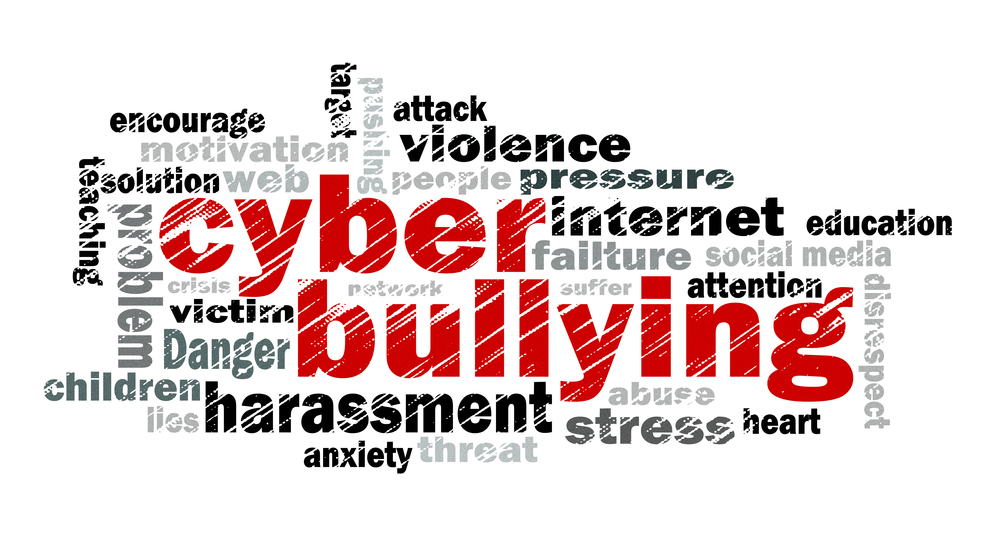 target
pushing
attack
encourage
violence
motivation
teaching
solution
web
people
pressure
cyber
internet
education
problem
failture
social media
crisis
network
suffer
attention
disrespect
victim
bullying
Danger
children
harassment
abuse
lies
stress
heart
anxiety
threat